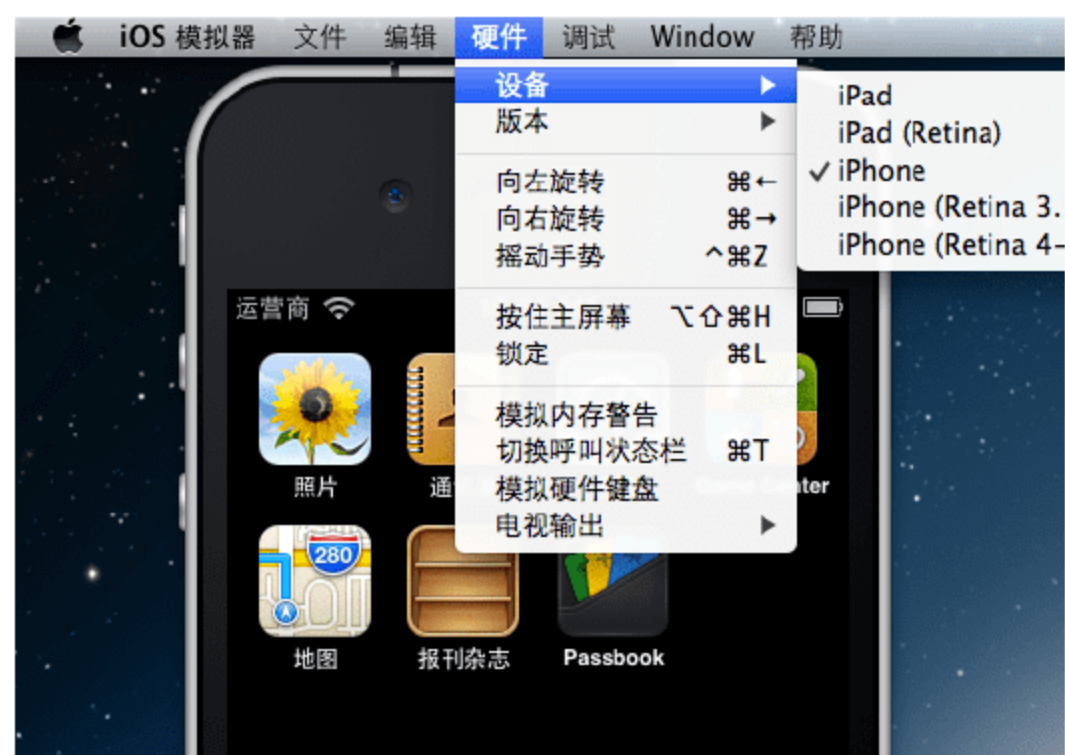 iOS 模拟器 文件 编辑 硬件 调试 Window 帮助
设备
版本
向左旋转 ⌘←
向右旋转 ⌘→
摇动手势 ^⌘Z
按住主屏幕 ⌥⇧⌘H
锁定 ⌘L
模拟内存警告
切换呼叫状态栏 ⌘T
模拟硬件键盘
电视输出
iPad
iPad (Retina)
✓ iPhone
iPhone (Retina 3.
iPhone (Retina 4-
运营商
照片 通 Game Center
280
地图 报刊杂志 Passbook